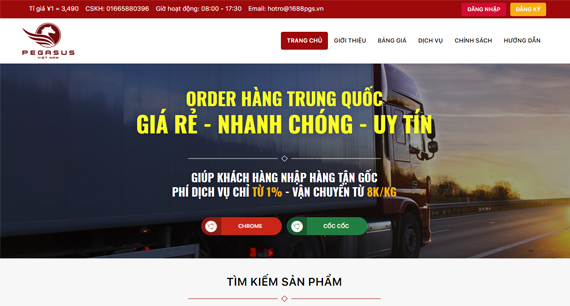 Tỉ giá ¥1 = 3,490 CSKH: 01665880396 Giờ hoạt động: 08:00 - 17:30 Email: hotro@1688pgs.vn ĐĂNG NHẬP ĐĂNG KÝ
PEGASUS
VIỆT NAM
TRANG CHỦ GIỚI THIỆU BẢNG GIÁ DỊCH VỤ CHÍNH SÁCH HƯỚNG DẪN
ORDER HÀNG TRUNG QUỐC
GIÁ RẺ - NHANH CHÓNG - UY TÍN
GIÚP KHÁCH HÀNG NHẬP HÀNG TẬN GỐC
PHÍ DỊCH VỤ CHỈ TỪ 1% - VẬN CHUYỂN TỪ 8K/KG
CHROME CỐC CỐC
TÌM KIẾM SẢN PHẨM